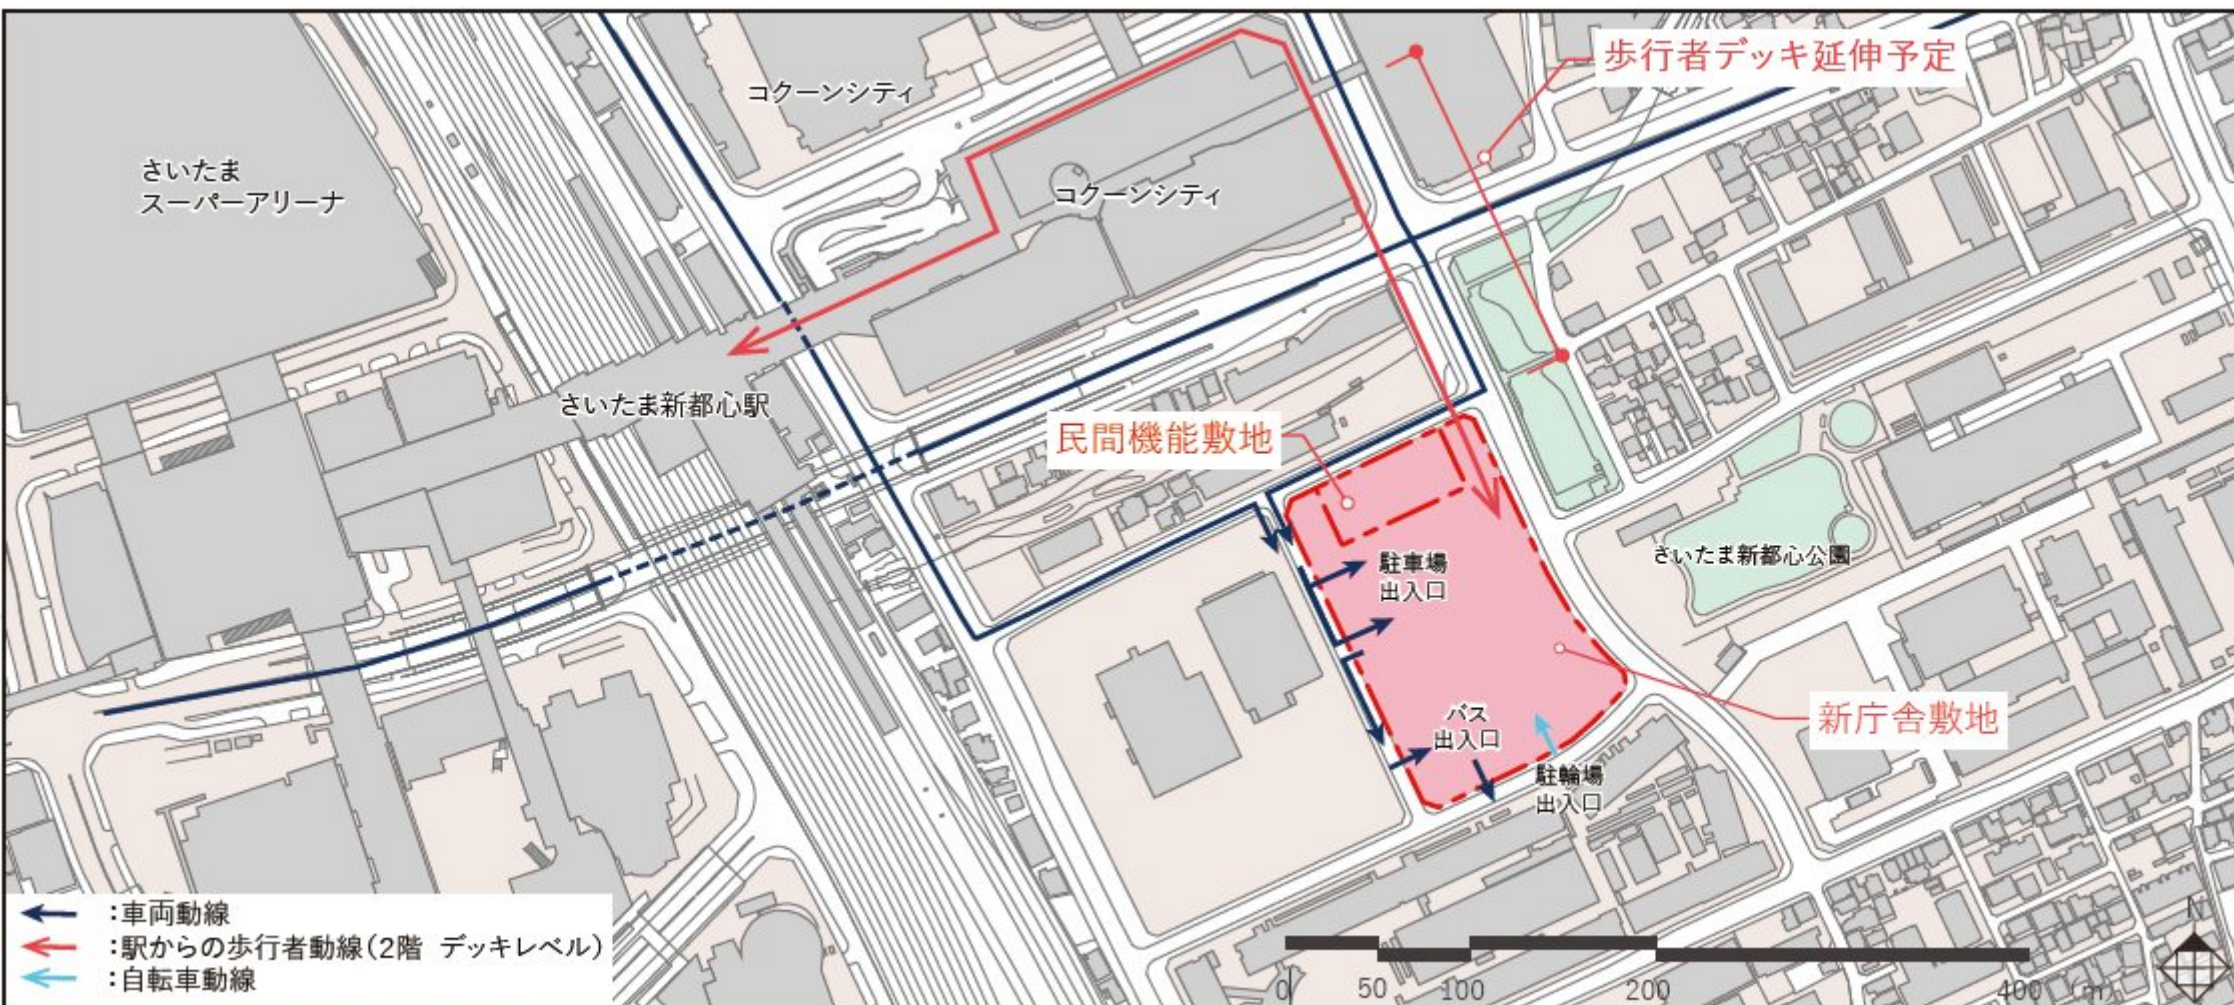 歩行者デッキ延伸予定
コクーンシティ
さいたま
スーパーアリーナ
コクーンシティ
さいたま新都心駅
民間機能敷地
さいたま新都心公園
駐車場
出入口
新庁舎敷地
バス
出入口
駐輪場
出入口
:車両動線
:駅からの歩行者動線(2階 デッキレベル)
:自転車動線
N
0 50 100 200 400 (m)